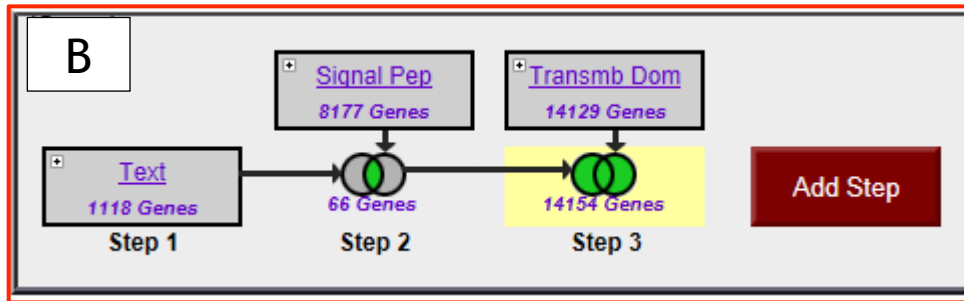 B
Signal Pep
8177 Genes
Transmb Dom
14129 Genes
Text
1118 Genes
66 Genes
14154 Genes
Add Step
Step 1
Step 2
Step 3